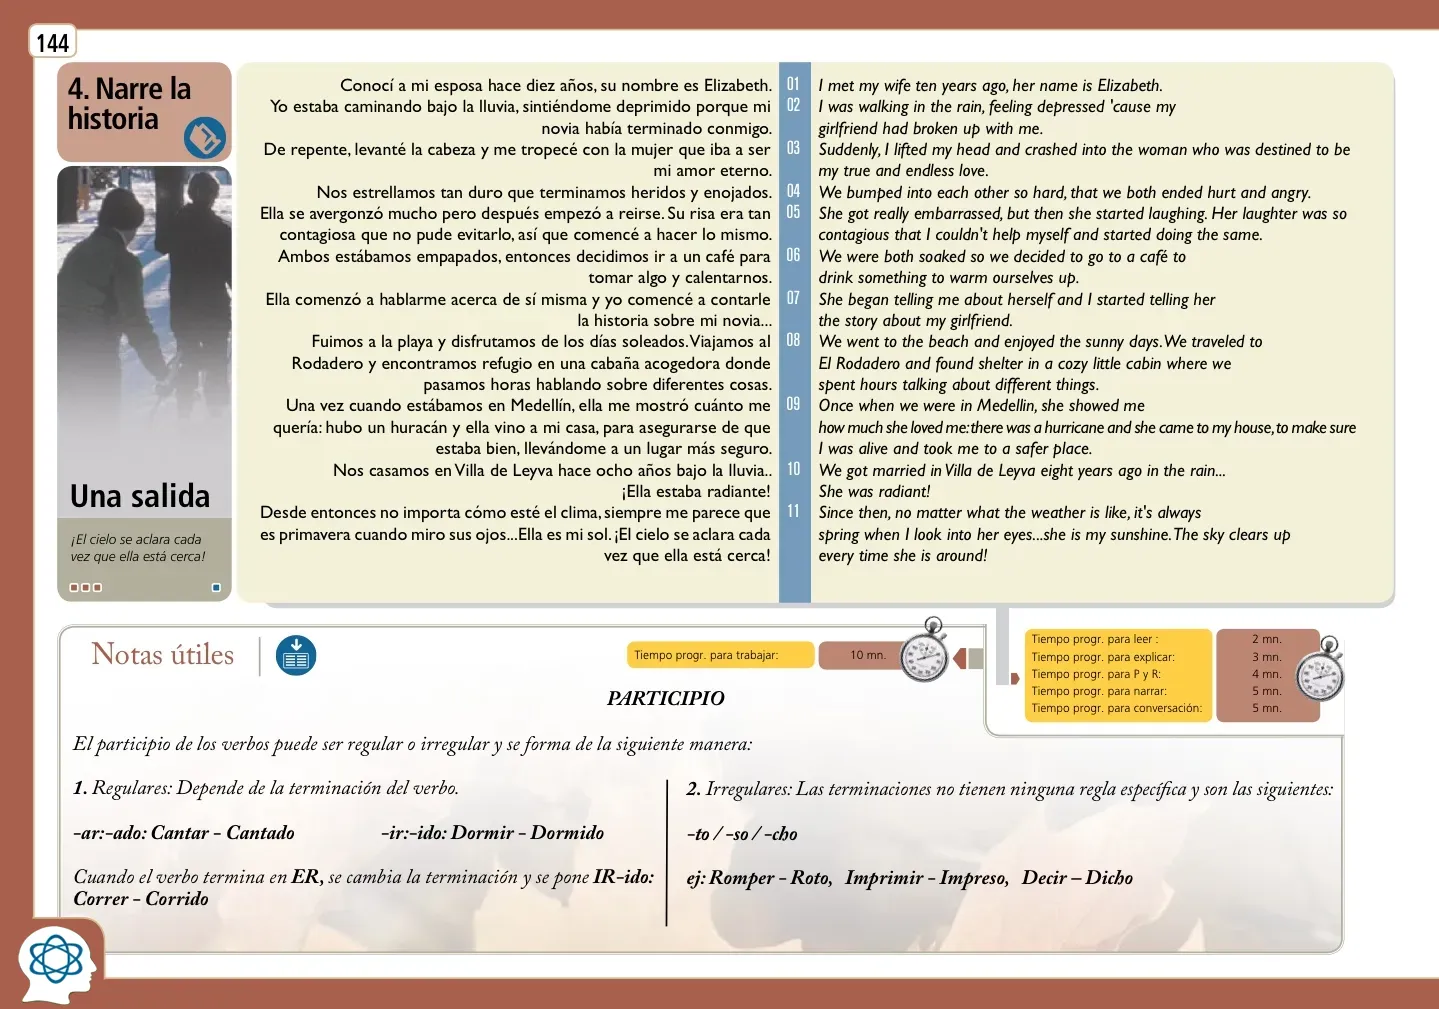 144
4. Narre la
historia
Una salida
¡El cielo se aclara cada
vez que ella está cerca!
Conocí a mi esposa hace diez años, su nombre es Elizabeth.
Yo estaba caminando bajo la lluvia, sintiéndome deprimido porque mi
novia había terminado conmigo.
De repente, levanté la cabeza y me tropecé con la mujer que iba a ser
mi amor eterno.
Nos estrellamos tan duro que terminamos heridos y enojados.
Ella se avergonzó mucho pero después empezó a reirse. Su risa era tan
contagiosa que no pude evitarlo, así que comencé a hacer lo mismo.
Ambos estábamos empapados, entonces decidimos ir a un café para
tomar algo y calentarnos.
Ella comenzó a hablarme acerca de sí misma y yo comencé a contarle
la historia sobre mi novia...
Fuimos a la playa y disfrutamos de los días soleados. Viajamos al
Rodadero y encontramos refugio en una cabaña acogedora donde
pasamos horas hablando sobre diferentes cosas.
Una vez cuando estábamos en Medellín, ella me mostró cuánto me
quería: hubo un huracán y ella vino a mi casa, para asegurarse de que
estaba bien, llevándome a un lugar más seguro.
Nos casamos en Villa de Leyva hace ocho años bajo la lluvia..
¡Ella estaba radiante!
Desde entonces no importa cómo esté el clima, siempre me parece que
es primavera cuando miro sus ojos...Ella es mi sol. ¡El cielo se aclara cada
vez que ella está cerca!
01
02
03
04
05
06
07
08
09
10
11
I met my wife ten years ago, her name is Elizabeth.
I was walking in the rain, feeling depressed 'cause my
girlfriend had broken up with me.
Suddenly, I lifted my head and crashed into the woman who was destined to be
my true and endless love.
We bumped into each other so hard, that we both ended hurt and angry.
She got really embarrassed, but then she started laughing. Her laughter was so
contagious that I couldn't help myself and started doing the same.
We were both soaked so we decided to go to a café to
drink something to warm ourselves up.
She began telling me about herself and I started telling her
the story about my girlfriend.
We went to the beach and enjoyed the sunny days. We traveled to
El Rodadero and found shelter in a cozy little cabin where we
spent hours talking about different things.
Once when we were in Medellin, she showed me
how much she loved me: there was a hurricane and she came to my house, to make sure
I was alive and took me to a safer place.
We got married in Villa de Leyva eight years ago in the rain...
She was radiant!
Since then, no matter what the weather is like, it's always
spring when I look into her eyes...she is my sunshine. The sky clears up
every time she is around!
Notas útiles
Tiempo progr. para trabajar: 10 mn.
Tiempo progr. para leer : 2 mn.
Tiempo progr. para explicar: 3 mn.
Tiempo progr. para P y R: 4 mn.
Tiempo progr. para narrar: 5 mn.
Tiempo progr. para conversación: 5 mn.
PARTICIPIO
El participio de los verbos puede ser regular o irregular y se forma de la siguiente manera:
1. Regulares: Depende de la terminación del verbo.
-ar:-ado: Cantar - Cantado -ir:-ido: Dormir - Dormido
Cuando el verbo termina en ER, se cambia la terminación y se pone IR-ido:
Correr - Corrido
2. Irregulares: Las terminaciones no tienen ninguna regla específica y son las siguientes:
-to / -so / -cho
ej: Romper - Roto, Imprimir - Impreso, Decir – Dicho